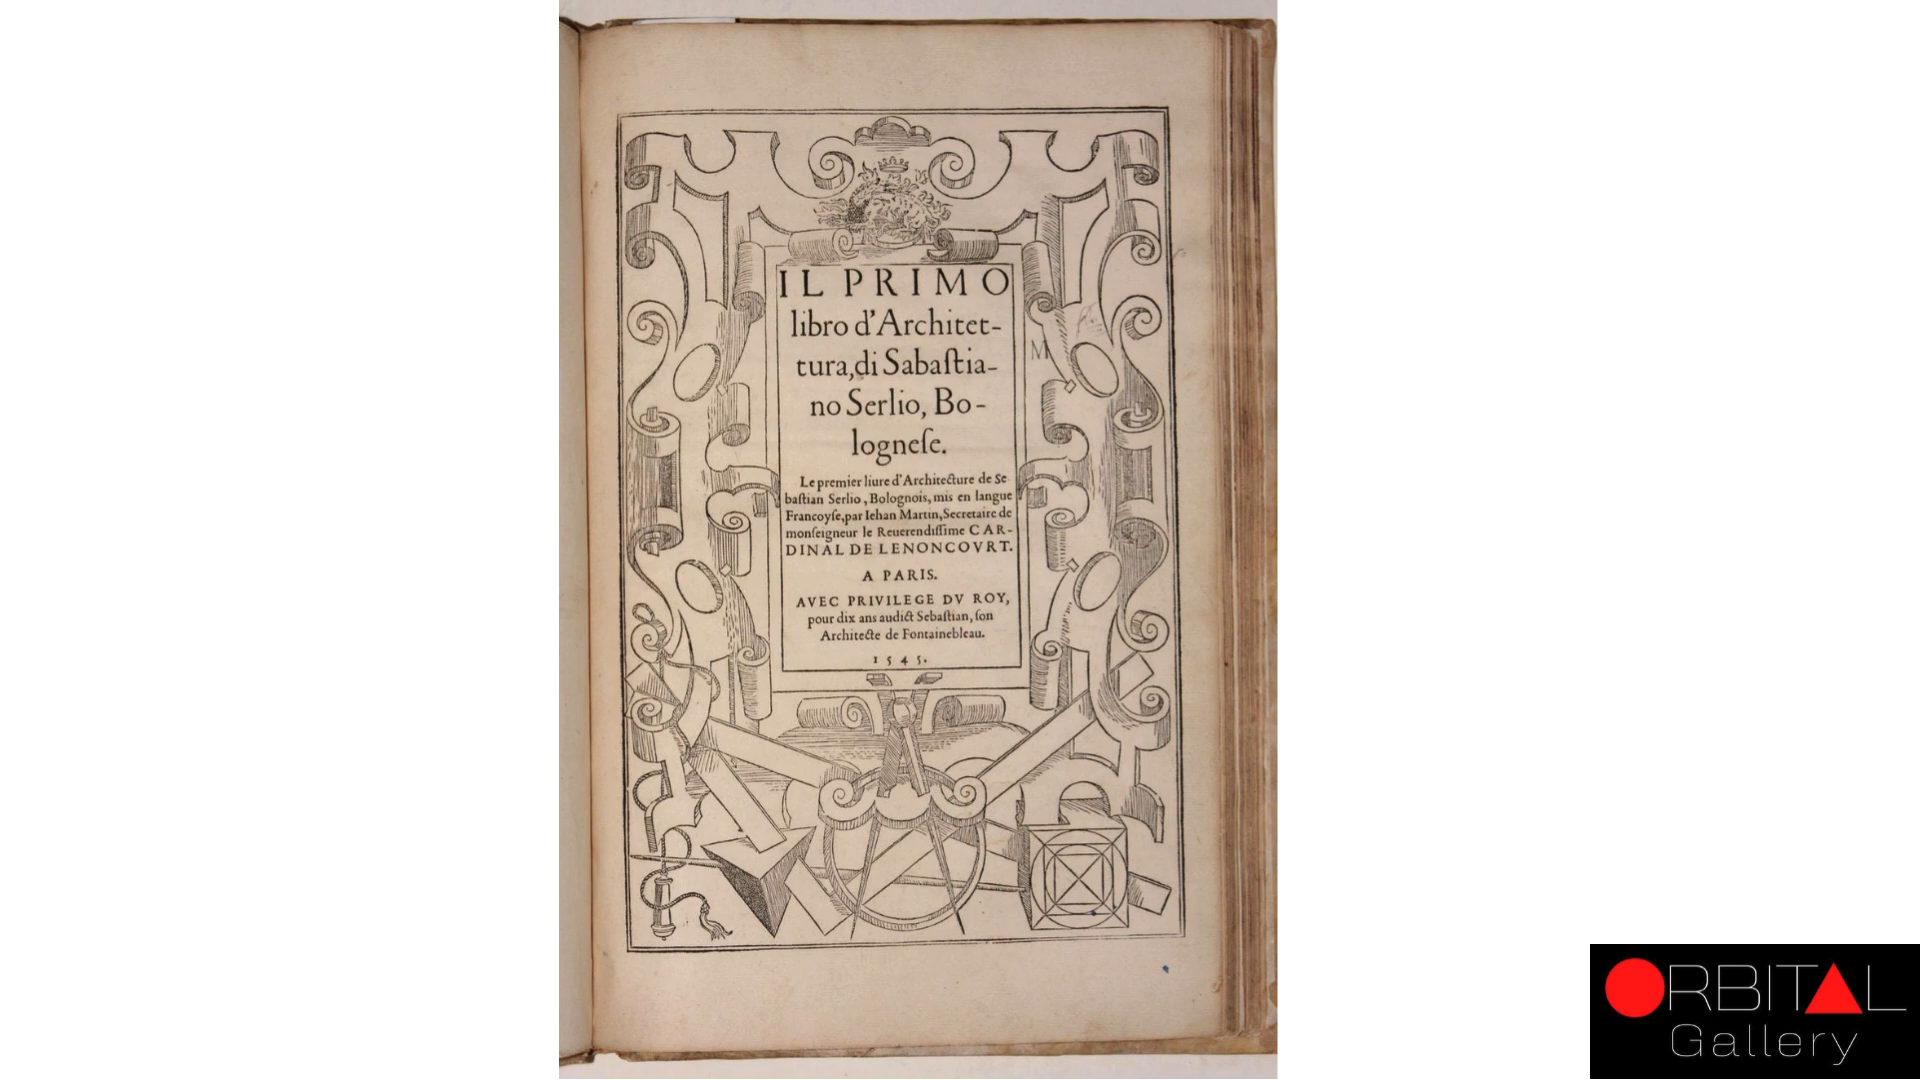 IL PRIMO
libro d'Architet-
tura, di Sabaſtia-
no Serlio, Bo-
logneſe.
Le premier liure d'Architecture de Se
baſtian Serlio, Bolognois, mis en langue
Francoyſe, par Iehan Martin, Secretaire de
monſeigneur le Reuerendiſſime CAR-
DINAL DE LENONCOVRT.
A PARIS.
AVEC PRIVILEGE DV ROY,
pour dix ans audict Sebaſtian, ſon
Architecte de Fontainebleau.
1545.
M
ORBITAL
Gallery